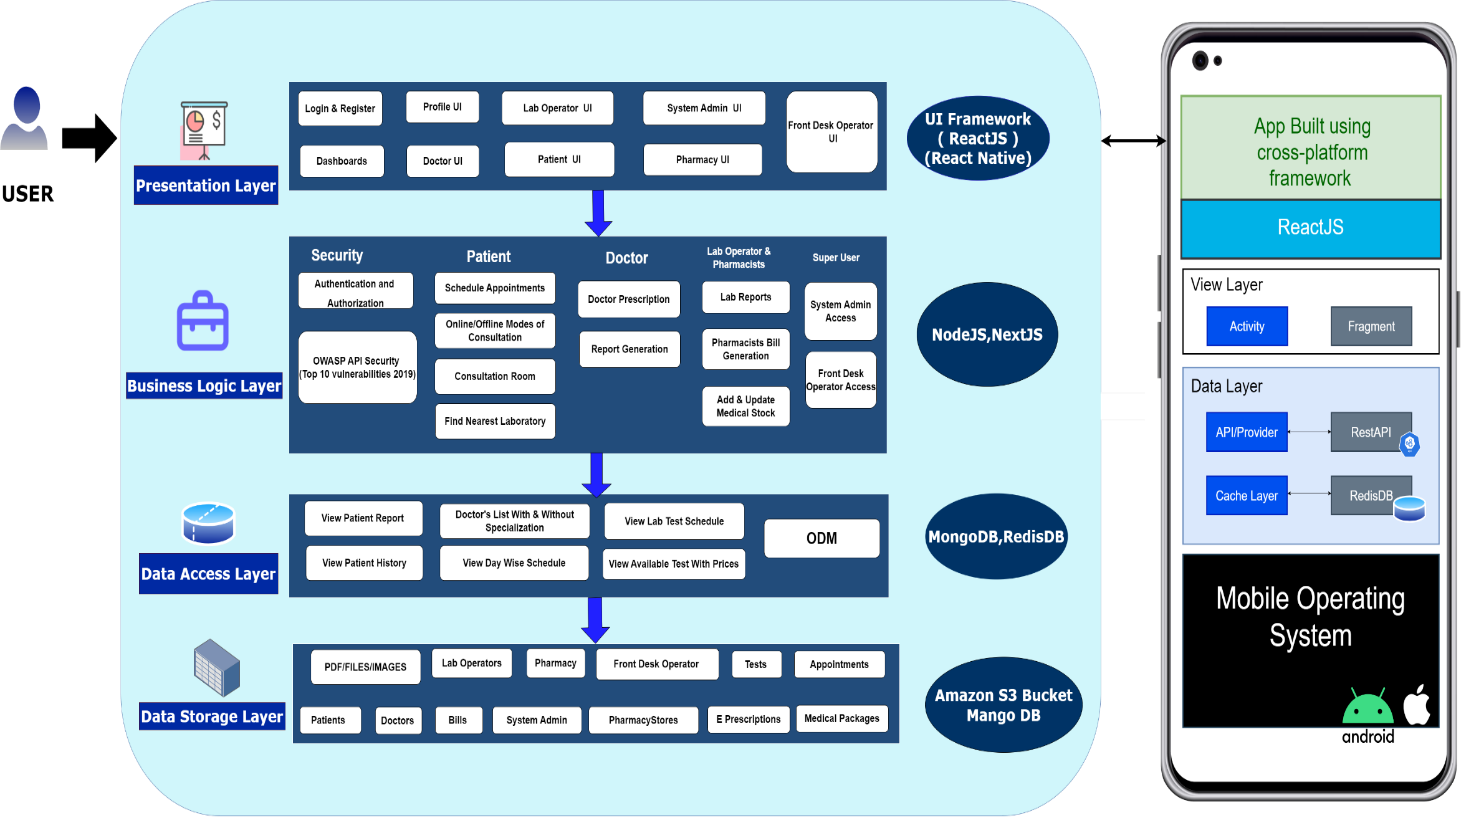 USER
Presentation Layer
Login & Register
Profile UI
Lab Operator UI
System Admin UI
Front Desk Operator
UI
Dashboards
Doctor UI
Patient UI
Pharmacy UI
UI Framework
( ReactJS )
(React Native)
Business Logic Layer
Security
Authentication and
Authorization
OWASP API Security
(Top 10 vulnerabilities 2019)
Patient
Schedule Appointments
Online/Offline Modes of
Consultation
Consultation Room
Find Nearest Laboratory
Doctor
Doctor Prescription
Report Generation
Lab Operator &
Pharmacists
Lab Reports
Pharmacists Bill
Generation
Add & Update
Medical Stock
Super User
System Admin
Access
Front Desk
Operator Access
NodeJS,NextJS
Data Access Layer
View Patient Report
Doctor's List With & Without
Specialization
View Lab Test Schedule
ODM
View Patient History
View Day Wise Schedule
View Available Test With Prices
MongoDB,RedisDB
Data Storage Layer
PDF/FILES/IMAGES
Lab Operators
Pharmacy
Front Desk Operator
Tests
Appointments
Patients
Doctors
Bills
System Admin
PharmacyStores
E Prescriptions
Medical Packages
Amazon S3 Bucket
Mango DB
App Built using
cross-platform
framework
ReactJS
View Layer
Activity
Fragment
Data Layer
API/Provider
RestAPI
Cache Layer
RedisDB
Mobile Operating
System
android